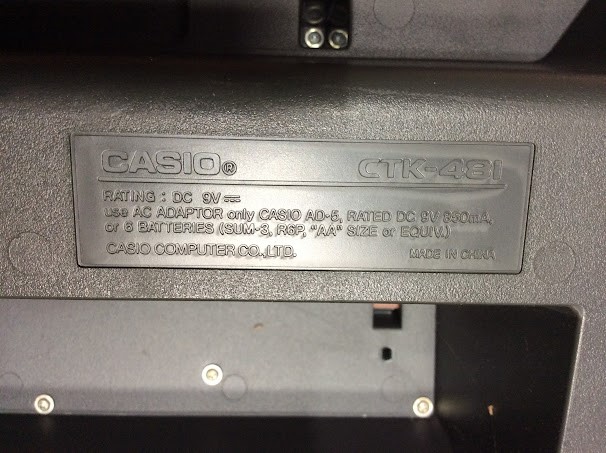 CASIO® CTK-481
RATING : DC 9V⎓
use AC ADAPTOR only CASIO AD-5, RATED DC 9V 850mA,
or 6 BATTERIES (SUM-3, R6P, "AA" SIZE or EQUIV.)
CASIO COMPUTER CO.,LTD. MADE IN CHINA